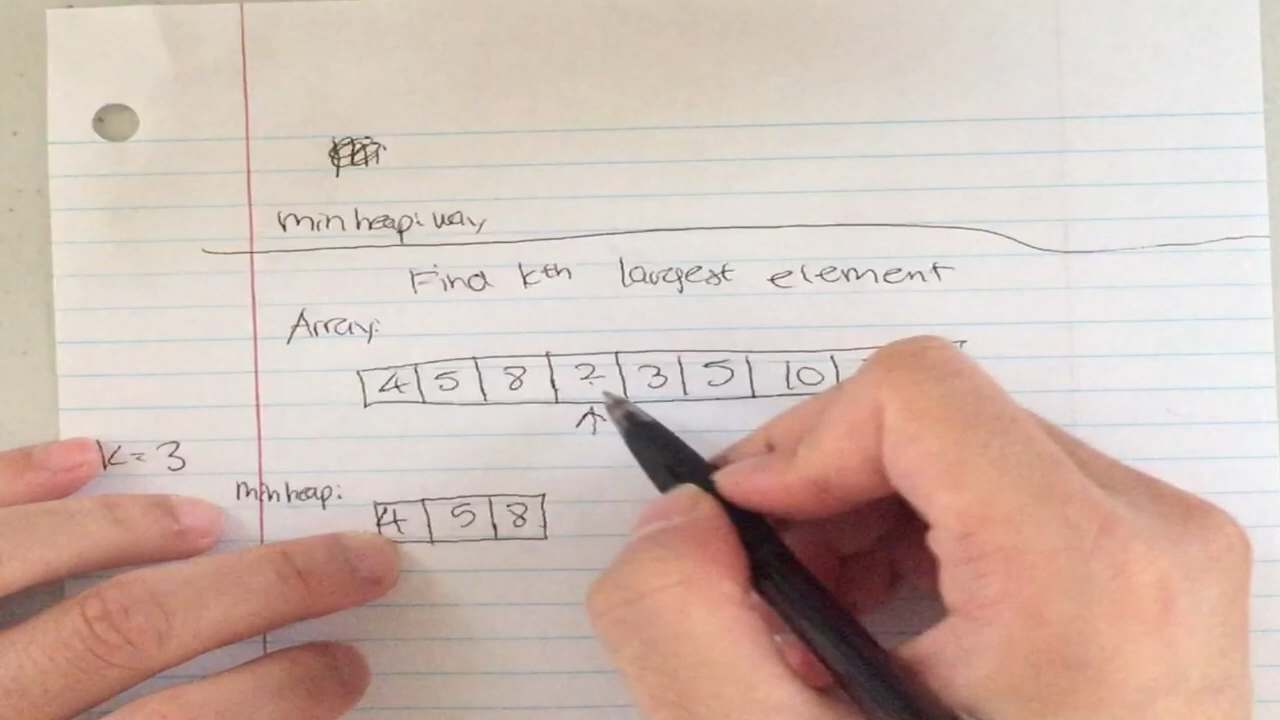 min heap: way
Find kth largest element
Array:
4 5 8 2 3 5 10
k= 3
min heap:
4 5 8